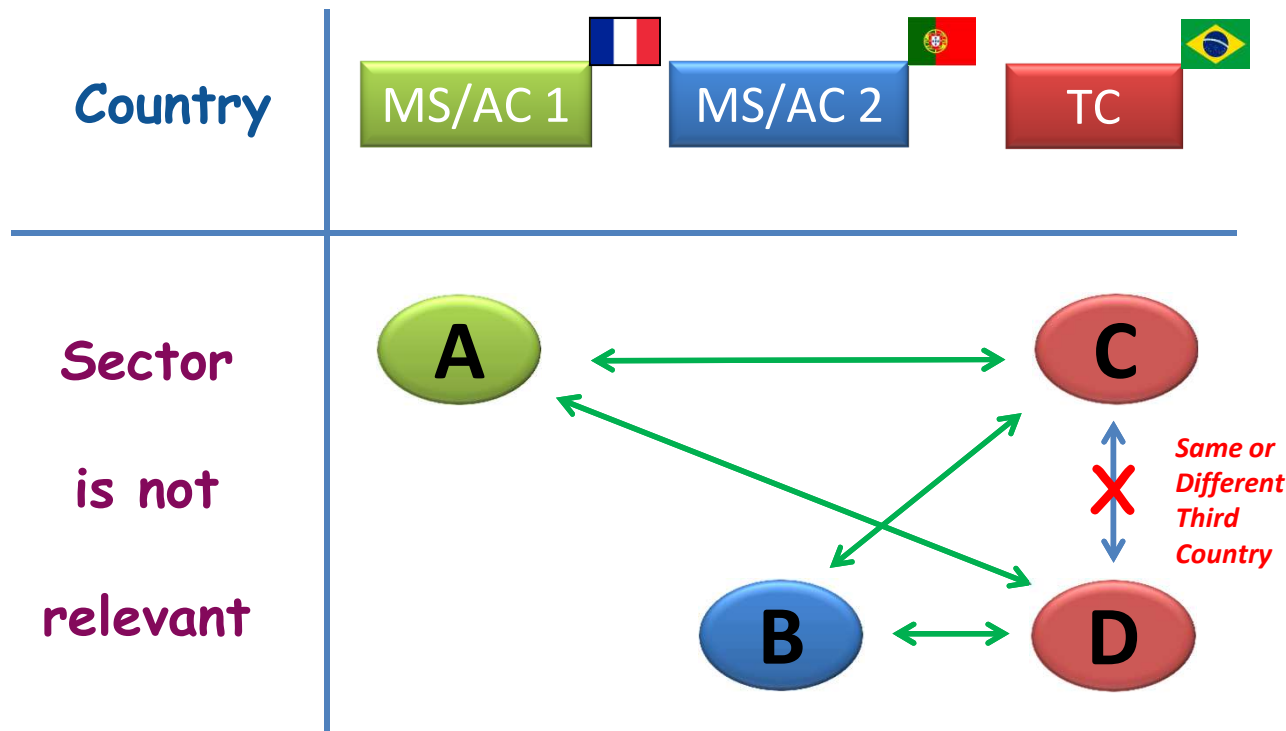 Country
MS/AC 1
MS/AC 2
TC
Sector
is not
relevant
A
C
Same or
Different
Third
Country
B
D